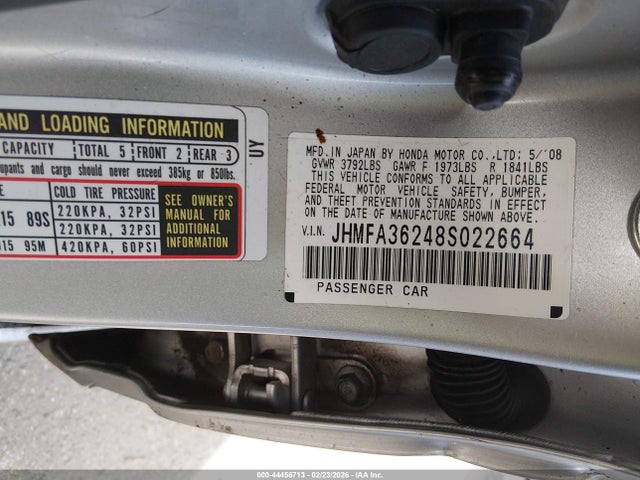 AND LOADING INFORMATION
CAPACITY TOTAL 5 FRONT 2 REAR 3
upants and cargo should never exceed 385kg or 850lbs.
E COLD TIRE PRESSURE
15 89S 220KPA, 32PSI
220KPA, 32PSI
15 95M 420KPA, 60PSI
SEE OWNER'S
MANUAL FOR
ADDITIONAL
INFORMATION
UY
MFD.IN JAPAN BY HONDA MOTOR CO.,LTD: 5/'08
GVWR 3792LBS GAWR F 1973LBS R 1841LBS
THIS VEHICLE CONFORMS TO ALL APPLICABLE
FEDERAL MOTOR VEHICLE SAFETY, BUMPER,
AND THEFT PREVENTION STANDARDS IN EFFECT
ON THE DATE OF MANUFACTURE SHOWN ABOVE.
V.I.N. JHMFA36248S022664
PASSENGER CAR
000-44456713 - 02/23/2026 - IAAI.COM